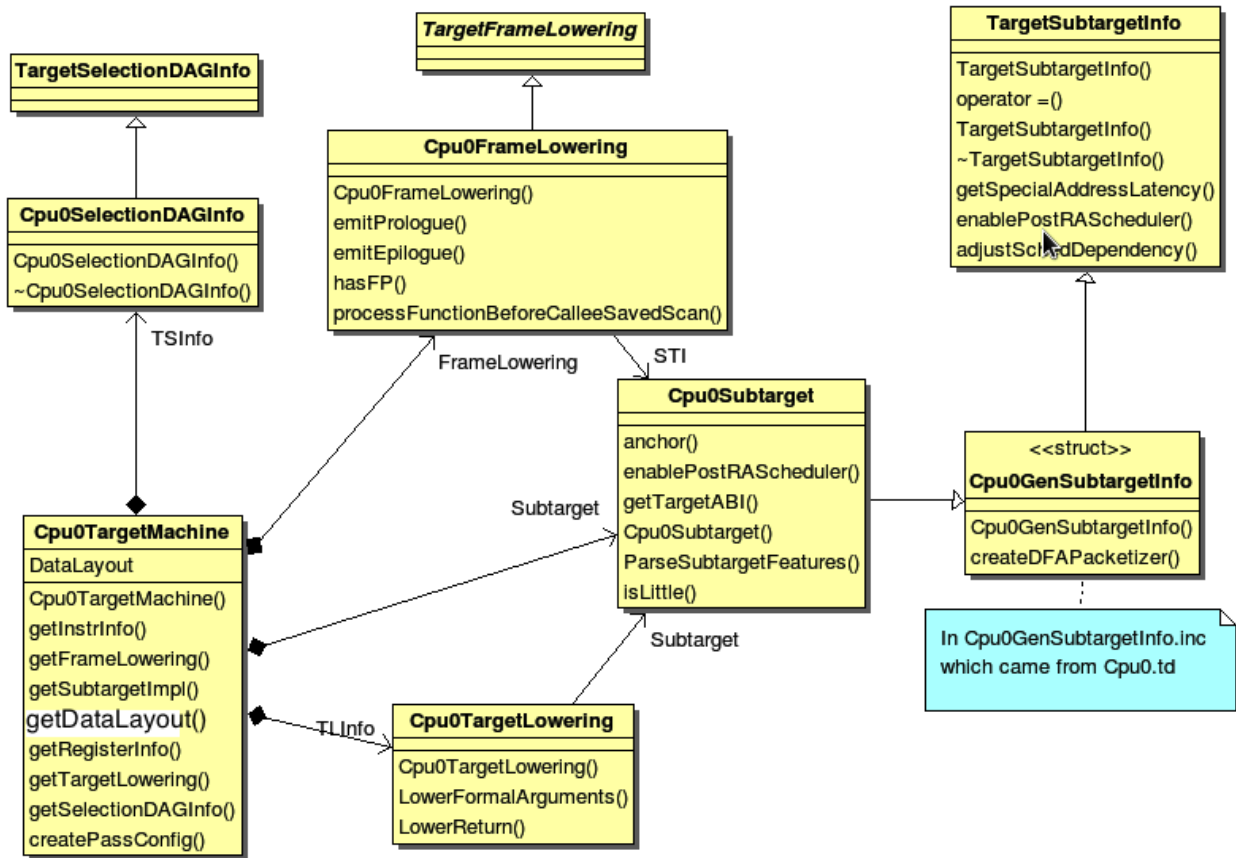 TargetSelectionDAGInfo
TargetFrameLowering
TargetSubtargetInfo
TargetSubtargetInfo()
operator =()
TargetSubtargetInfo()
~TargetSubtargetInfo()
getSpecialAddressLatency()
enablePostRAScheduler()
adjustSchedDependency()
Cpu0SelectionDAGInfo
Cpu0SelectionDAGInfo()
~Cpu0SelectionDAGInfo()
Cpu0FrameLowering
Cpu0FrameLowering()
emitPrologue()
emitEpilogue()
hasFP()
processFunctionBeforeCalleeSavedScan()
TSInfo
FrameLowering
STI
Cpu0Subtarget
anchor()
enablePostRAScheduler()
getTargetABI()
Cpu0Subtarget()
ParseSubtargetFeatures()
isLittle()
<<struct>>
Cpu0GenSubtargetInfo
Cpu0GenSubtargetInfo()
createDFAPacketizer()
In Cpu0GenSubtargetInfo.inc
which came from Cpu0.td
Subtarget
Subtarget
Cpu0TargetMachine
DataLayout
Cpu0TargetMachine()
getInstrInfo()
getFrameLowering()
getSubtargetImpl()
getDataLayout()
getRegisterInfo()
getTargetLowering()
getSelectionDAGInfo()
createPassConfig()
TLInfo
Cpu0TargetLowering
Cpu0TargetLowering()
LowerFormalArguments()
LowerReturn()